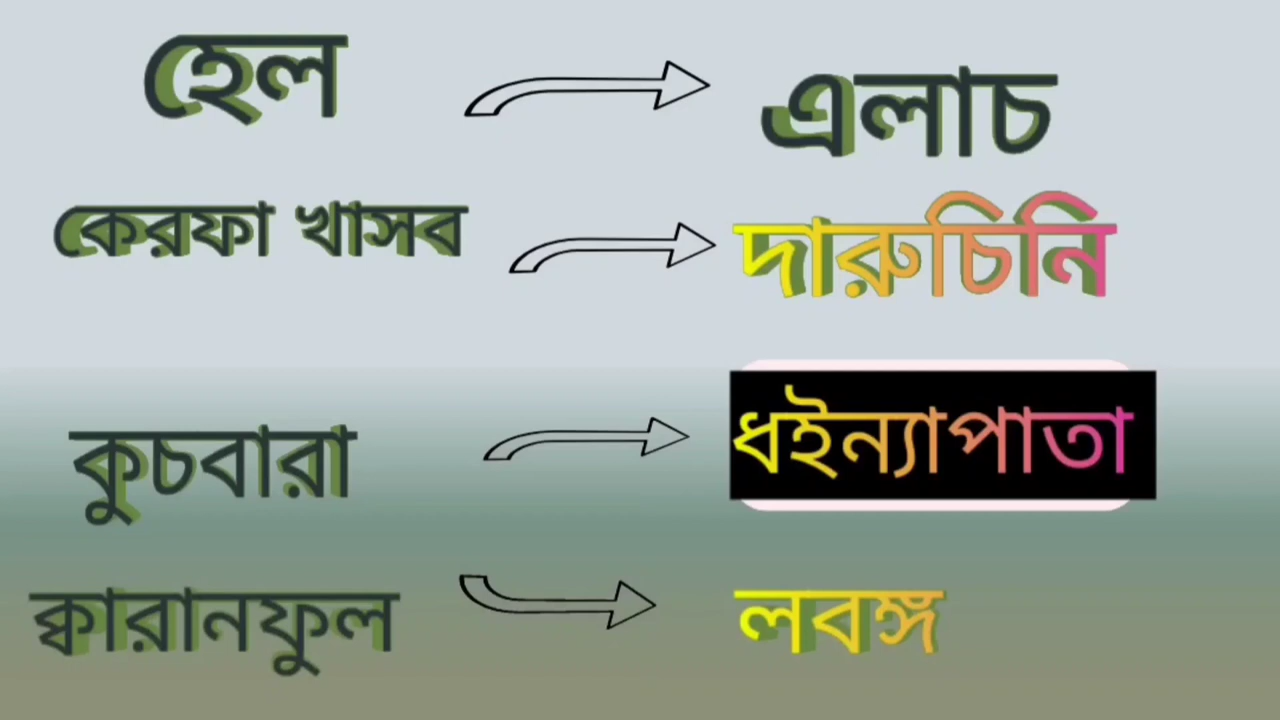 হেল এলাচ
কেরফা খাসব দারুচিনি
কুচবারা ধইন্যাপাতা
ক্বারানফুল লবঙ্গ